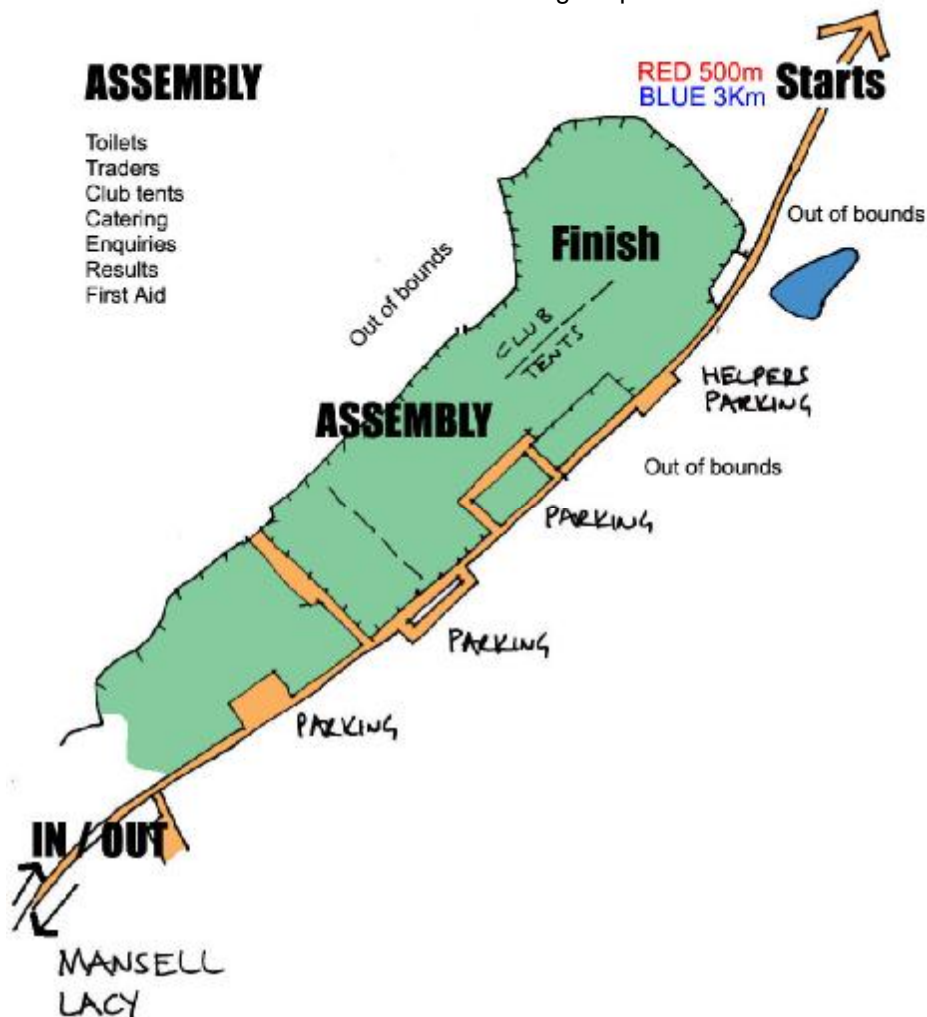 ASSEMBLY
Toilets
Traders
Club tents
Catering
Enquiries
Results
First Aid
RED 500m
BLUE 3Km
Starts
Out of bounds
Finish
Out of bounds
CLUB
TENTS
HELPERS
PARKING
ASSEMBLY
Out of bounds
PARKING
PARKING
PARKING
IN / OUT
MANSELL
LACY